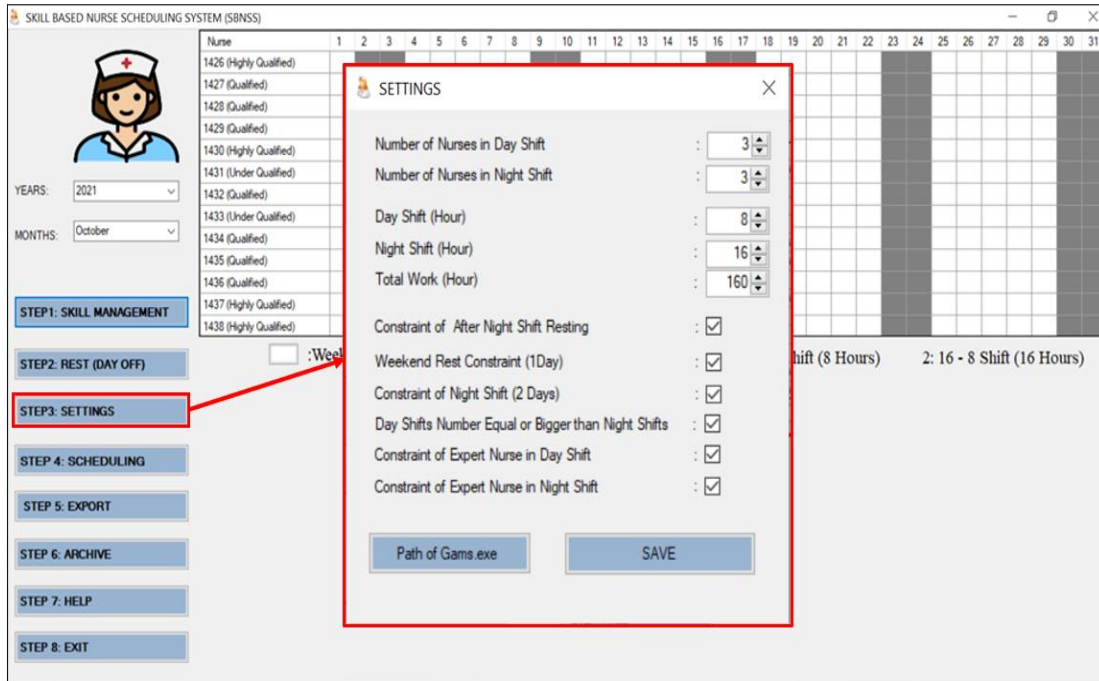 SKILL BASED NURSE SCHEDULING SYSTEM (SBNSS)
Nurse 1 2 3 4 5 6 7 8 9 10 11 12 13 14 15 16 17 18 19 20 21 22 23 24 25 26 27 28 29 30 31
1426 (Highly Qualified)
1427 (Qualified)
1428 (Qualified)
1429 (Qualified)
1430 (Highly Qualified)
1431 (Under Qualified)
1432 (Qualified)
1433 (Under Qualified)
1434 (Qualified)
1435 (Qualified)
1436 (Qualified)
1437 (Highly Qualified)
1438 (Highly Qualified)
YEARS: 2021
MONTHS: October
STEP1: SKILL MANAGEMENT
STEP2: REST (DAY OFF)
STEP3: SETTINGS
STEP 4: SCHEDULING
STEP 5: EXPORT
STEP 6: ARCHIVE
STEP 7: HELP
STEP 8: EXIT
SETTINGS
Number of Nurses in Day Shift : 3
Number of Nurses in Night Shift : 3
Day Shift (Hour) : 8
Night Shift (Hour) : 16
Total Work (Hour) : 160
Constraint of After Night Shift Resting :
Weekend Rest Constraint (1Day) :
Constraint of Night Shift (2 Days) :
Day Shifts Number Equal or Bigger than Night Shifts :
Constraint of Expert Nurse in Day Shift :
Constraint of Expert Nurse in Night Shift :
Path of Gams.exe SAVE
(8 Hours) 2: 16 - 8 Shift (16 Hours)